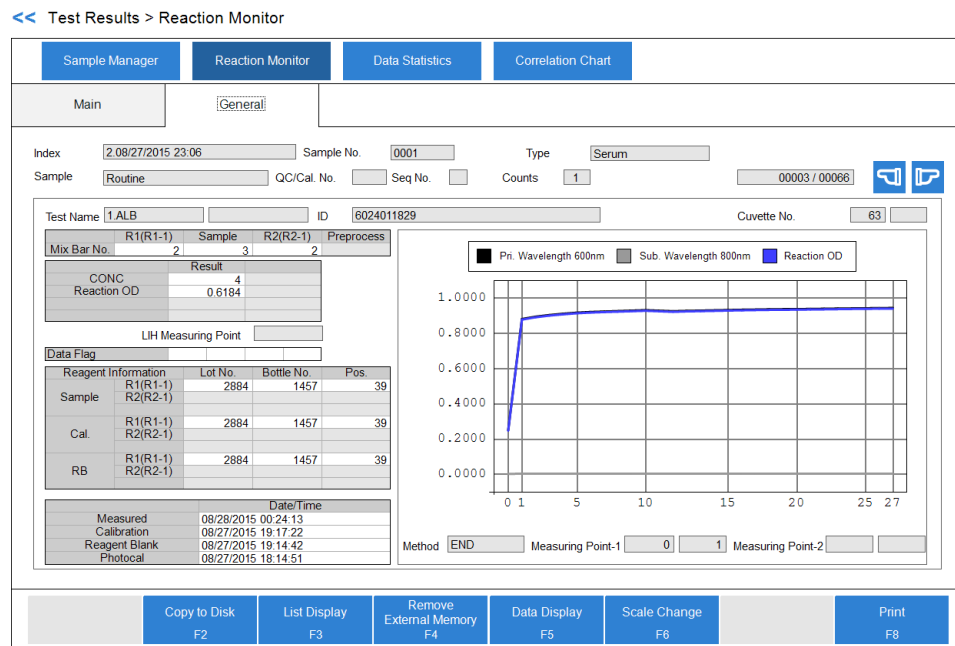 << Test Results > Reaction Monitor
Sample Manager Reaction Monitor Data Statistics Correlation Chart
Main General
Index 2.08/27/2015 23:06 Sample No. 0001 Type Serum
Sample Routine QC/Cal. No. Seq No. Counts 1 00003 / 00066
Test Name 1.ALB ID 6024011829 Cuvette No. 63
R1(R1-1) Sample R2(R2-1) Preprocess
Mix Bar No. 2 3 2
Result
CONC 4
Reaction OD 0.6184
LIH Measuring Point
Data Flag
Reagent Information Lot No. Bottle No. Pos.
Sample R1(R1-1) 2884 1457 39
R2(R2-1)
Cal. R1(R1-1) 2884 1457 39
R2(R2-1)
RB R1(R1-1) 2884 1457 39
R2(R2-1)
Date/Time
Measured 08/28/2015 00:24:13
Calibration 08/27/2015 19:17:22
Reagent Blank 08/27/2015 19:14:42
Photocal 08/27/2015 18:14:51
Pri. Wavelength 600nm Sub. Wavelength 800nm Reaction OD
1.0000
0.8000
0.6000
0.4000
0.2000
0.0000
0 1 5 10 15 20 25 27
Method END Measuring Point-1 0 1 Measuring Point-2
Copy to Disk F2
List Display F3
Remove External Memory F4
Data Display F5
Scale Change F6
Print F8